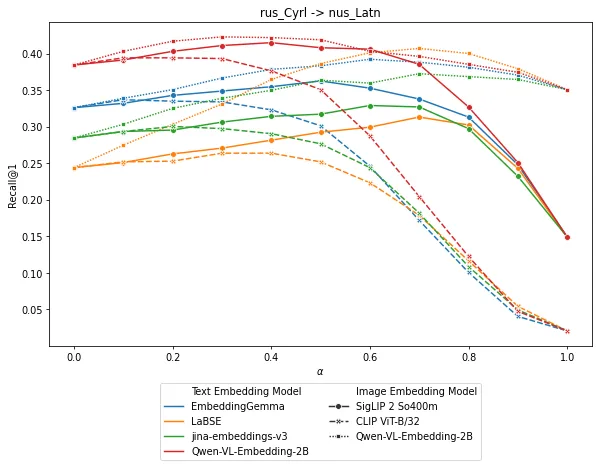 rus_Cyrl -> nus_Latn
Recall@1
0.40
0.35
0.30
0.25
0.20
0.15
0.10
0.05
0.0 0.2 0.4 0.6 0.8 1.0
α
Text Embedding Model
EmbeddingGemma
LaBSE
jina-embeddings-v3
Qwen-VL-Embedding-2B
Image Embedding Model
SigLIP 2 So400m
CLIP ViT-B/32
Qwen-VL-Embedding-2B